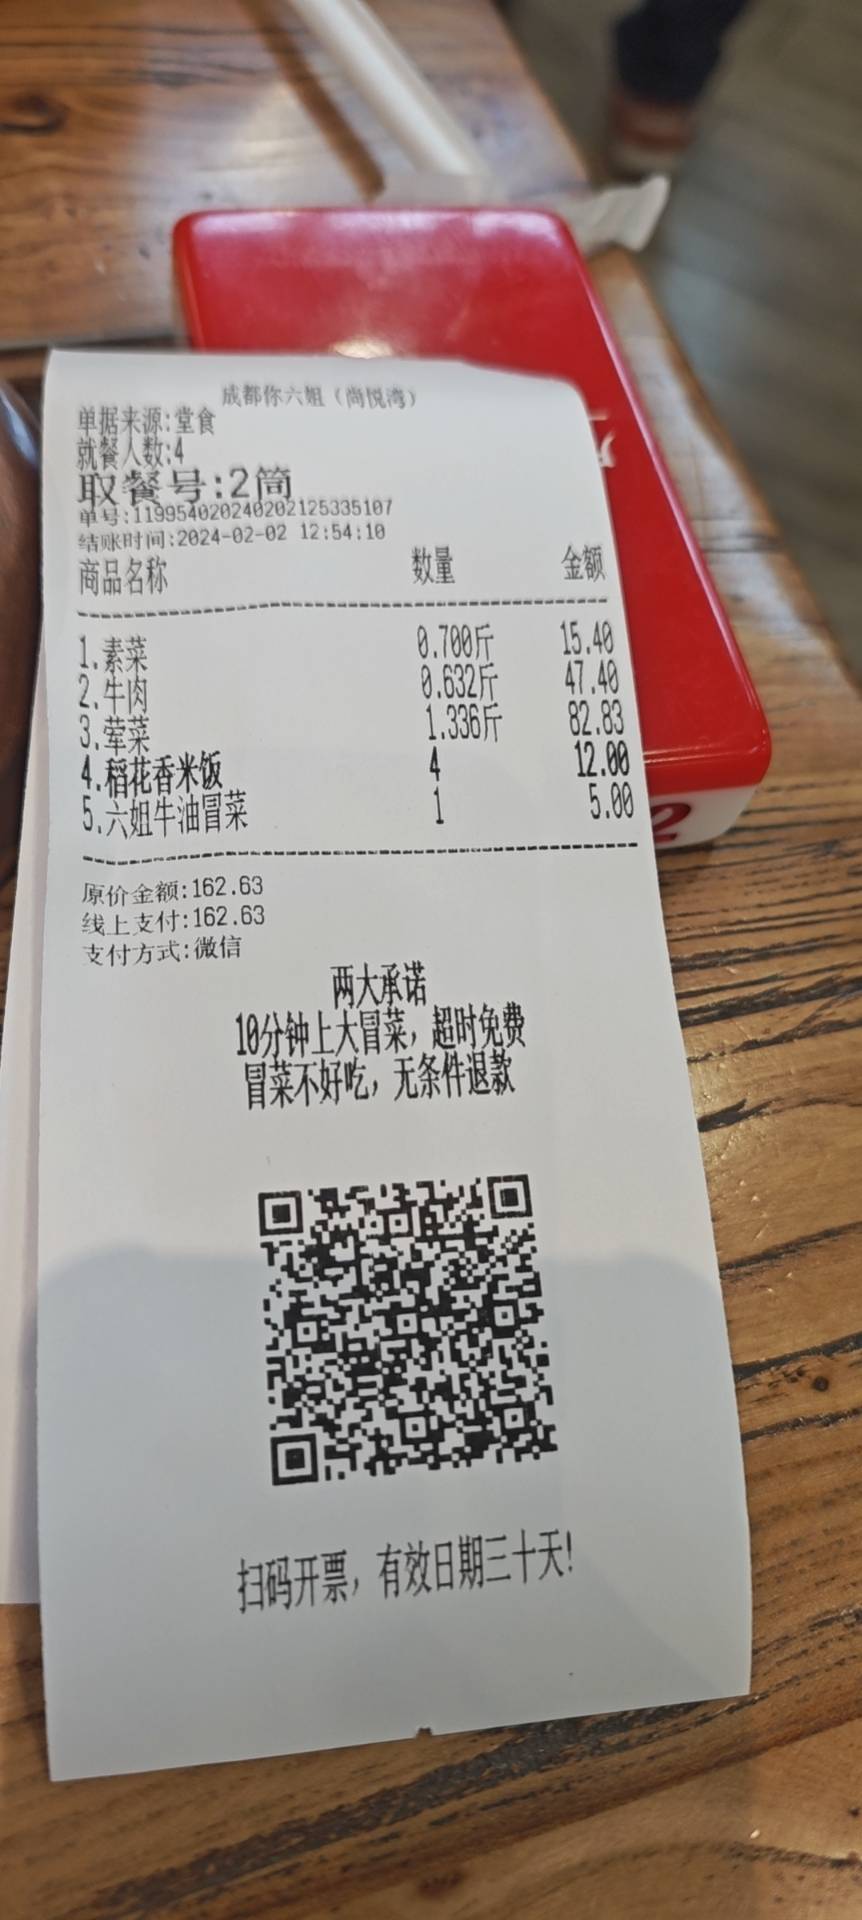 成都你六姐（尚悦湾）
单据来源:堂食
就餐人数:4
取餐号:2筒
单号:119954020240202125335107
结账时间:2024-02-02 12:54:10
商品名称 数量 金额
1.素菜 0.700斤 15.40
2.牛肉 0.632斤 47.40
3.荤菜 1.336斤 82.83
4.稻花香米饭 4 12.00
5.六姐牛油冒菜 1 5.00
原价金额:162.63
线上支付:162.63
支付方式:微信
两大承诺
10分钟上大冒菜，超时免费
冒菜不好吃，无条件退款
扫码开票，有效日期三十天!
2